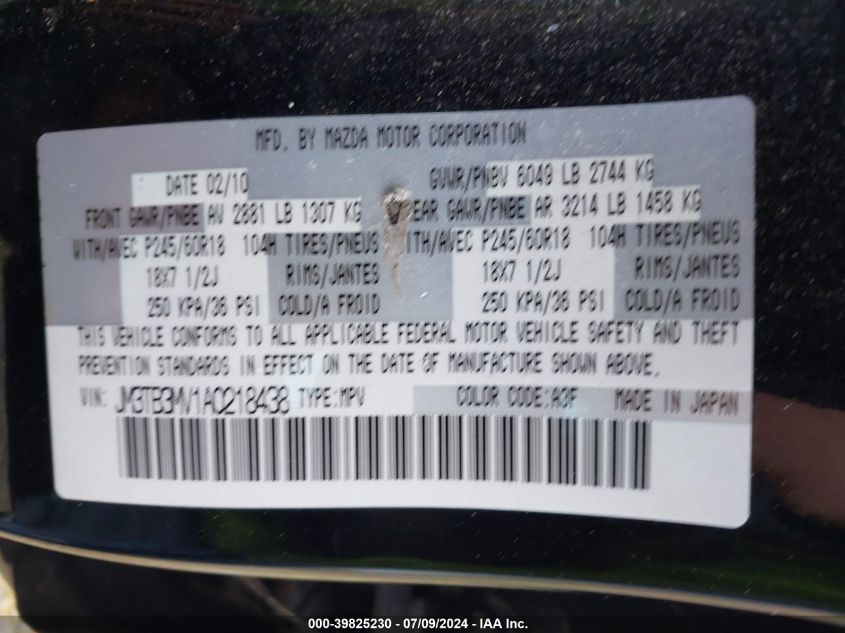 MFD. BY MAZDA MOTOR CORPORATION
DATE 02/10 GVWR/PNBV 6049 LB 2744 KG
FRONT GAWR/PNBE AV 2881 LB 1307 KG REAR GAWR/PNBE AR 3214 LB 1458 KG
WITH/AVEC P245/60R18 104H TIRES/PNEUS WITH/AVEC P245/60R18 104H TIRES/PNEUS
18X7 1/2J RIMS/JANTES 18X7 1/2J RIMS/JANTES
250 KPA/36 PSI COLD/A FROID 250 KPA/36 PSI COLD/A FROID
THIS VEHICLE CONFORMS TO ALL APPLICABLE FEDERAL MOTOR VEHICLE SAFETY AND THEFT
PREVENTION STANDARDS IN EFFECT ON THE DATE OF MANUFACTURE SHOWN ABOVE.
VIN: JM3TB3MV1A0218438 TYPE:MPV COLOR CODE:A3F MADE IN JAPAN
000-39825230 - 07/09/2024 - IAA Inc.